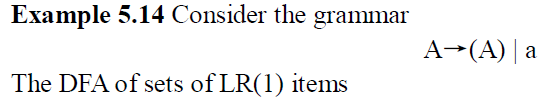 Example 5.14 Consider the grammar
A→(A) | a
The DFA of sets of LR(1) items